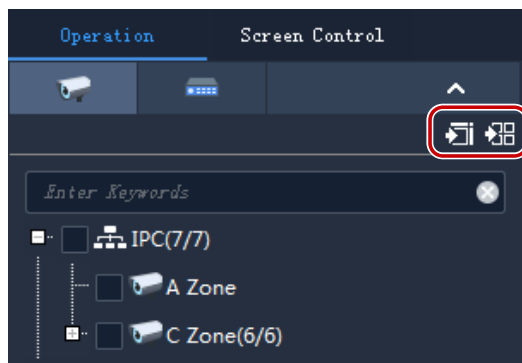 Operation Screen Control
Enter Keywords
IPC(7/7)
A Zone
C Zone(6/6)